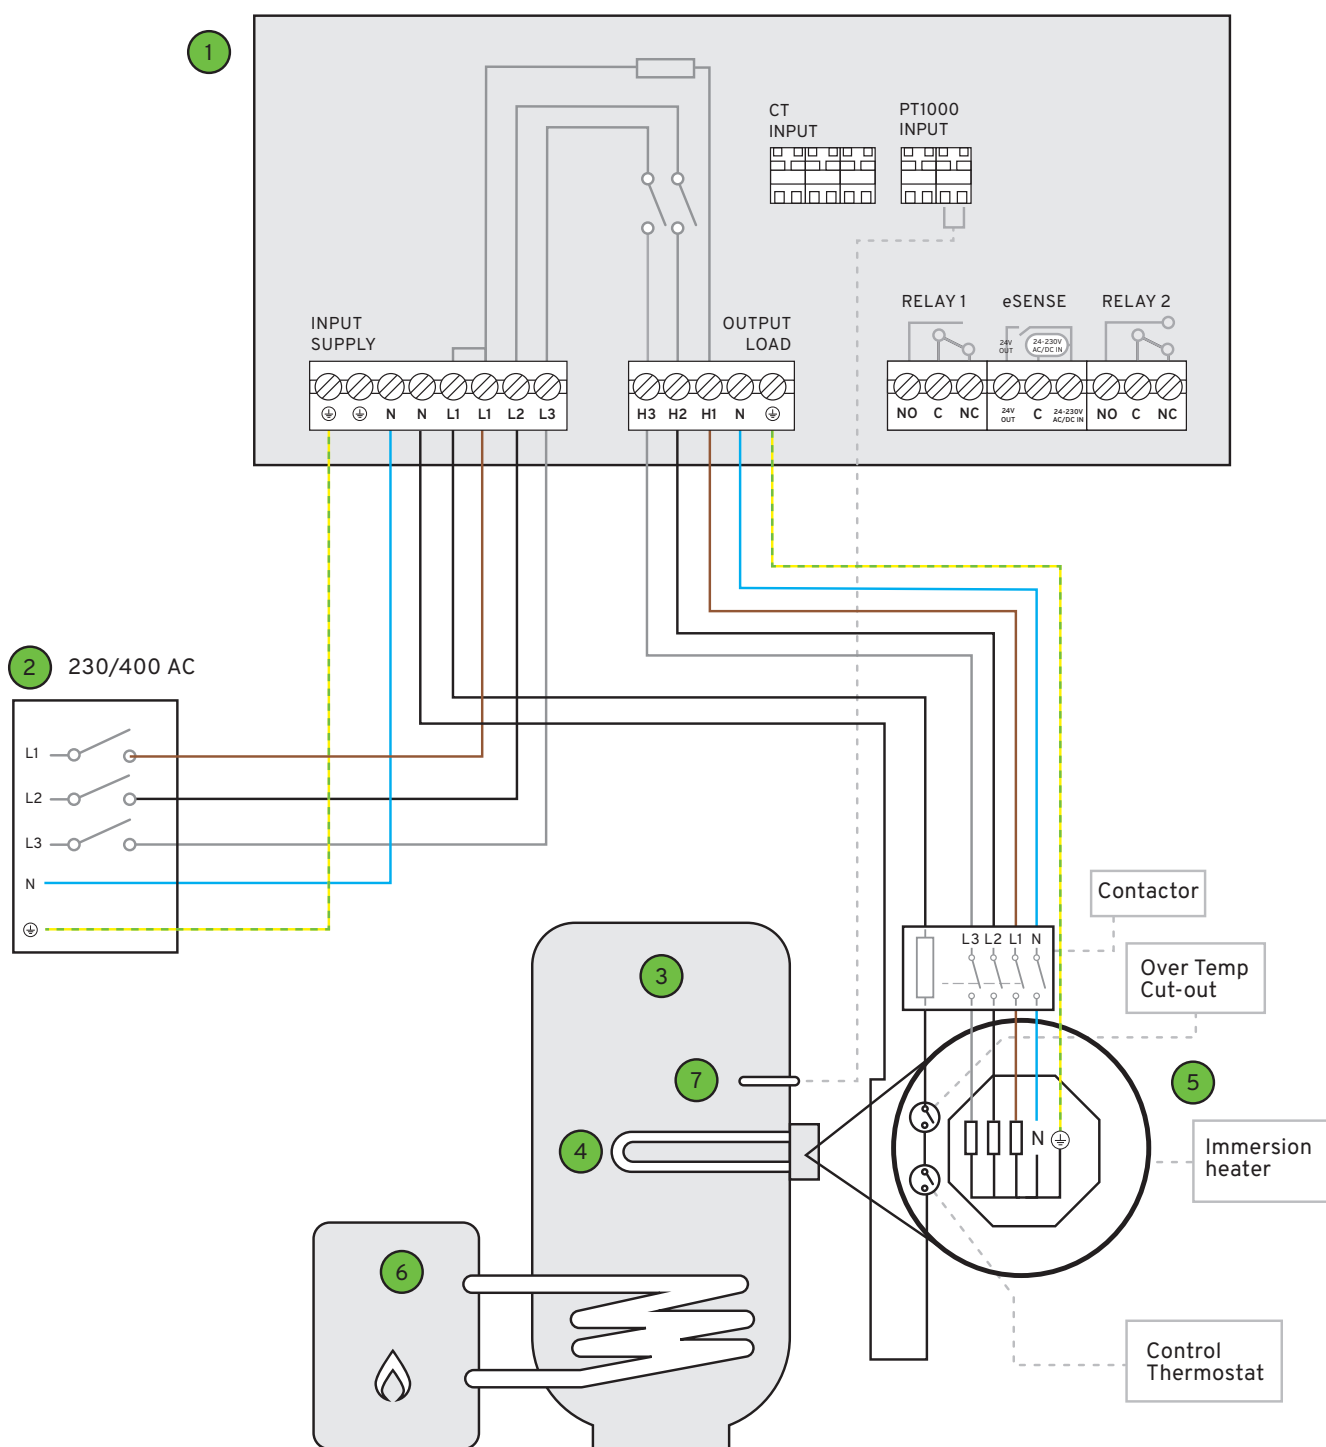 1
CT
INPUT
PT1000
INPUT
RELAY 1
eSENSE
RELAY 2
INPUT
SUPPLY
OUTPUT
LOAD
24V
OUT
24-230V
AC/DC IN
N N L1 L1 L2 L3
H3 H2 H1 N
NO C NC
24V
OUT
C
24-230V
AC/DC IN
NO C NC
2 230/400 AC
L1
L2
L3
N
Contactor
L3 L2 L1 N
Over Temp
Cut-out
3
7
5
4
N
Immersion
heater
6
Control
Thermostat